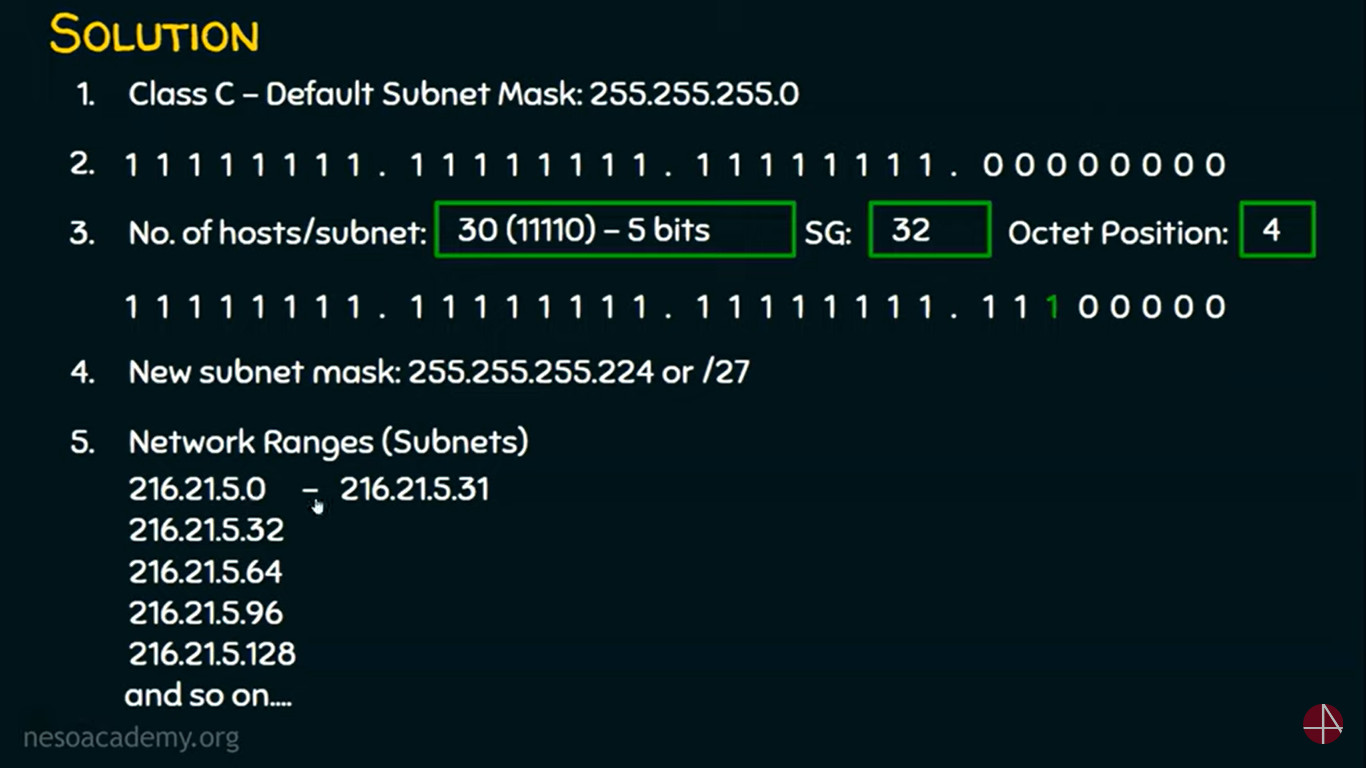 SOLUTION
1. Class C – Default Subnet Mask: 255.255.255.0
2. 1 1 1 1 1 1 1 1 . 1 1 1 1 1 1 1 1 . 1 1 1 1 1 1 1 1 . 0 0 0 0 0 0 0 0
3. No. of hosts/subnet: 30 (11110) – 5 bits SG: 32 Octet Position: 4
1 1 1 1 1 1 1 1 . 1 1 1 1 1 1 1 1 . 1 1 1 1 1 1 1 1 . 1 1 1 0 0 0 0 0
4. New subnet mask: 255.255.255.224 or /27
5. Network Ranges (Subnets)
216.21.5.0 – 216.21.5.31
216.21.5.32
216.21.5.64
216.21.5.96
216.21.5.128
and so on....
nesoacademy.org